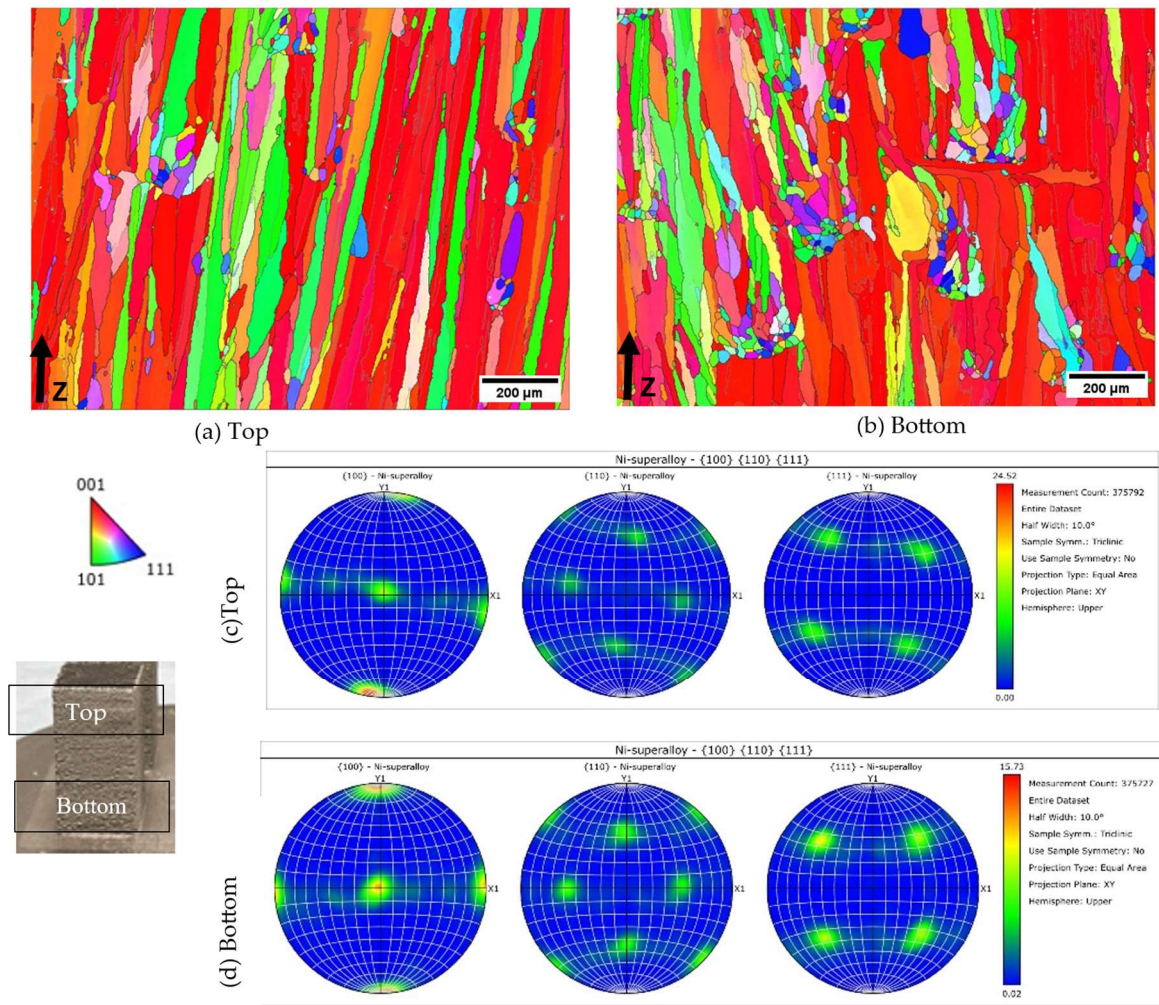 Z
200 µm
Z
200 µm
(a) Top
(b) Bottom
001
101
111
Top
Bottom
(c)Top
Ni-superalloy - {100} {110} {111}
{100} - Ni-superalloy
Y1
{110} - Ni-superalloy
Y1
{111} - Ni-superalloy
Y1
X1
X1
X1
24.52
0.00
Measurement Count: 375792
Entire Dataset
Half Width: 10.0°
Sample Symm.: Triclinic
Use Sample Symmetry: No
Projection Type: Equal Area
Projection Plane: XY
Hemisphere: Upper
(d) Bottom
Ni-superalloy - {100} {110} {111}
{100} - Ni-superalloy
Y1
{110} - Ni-superalloy
Y1
{111} - Ni-superalloy
Y1
X1
X1
X1
15.73
0.02
Measurement Count: 375727
Entire Dataset
Half Width: 10.0°
Sample Symm.: Triclinic
Use Sample Symmetry: No
Projection Type: Equal Area
Projection Plane: XY
Hemisphere: Upper